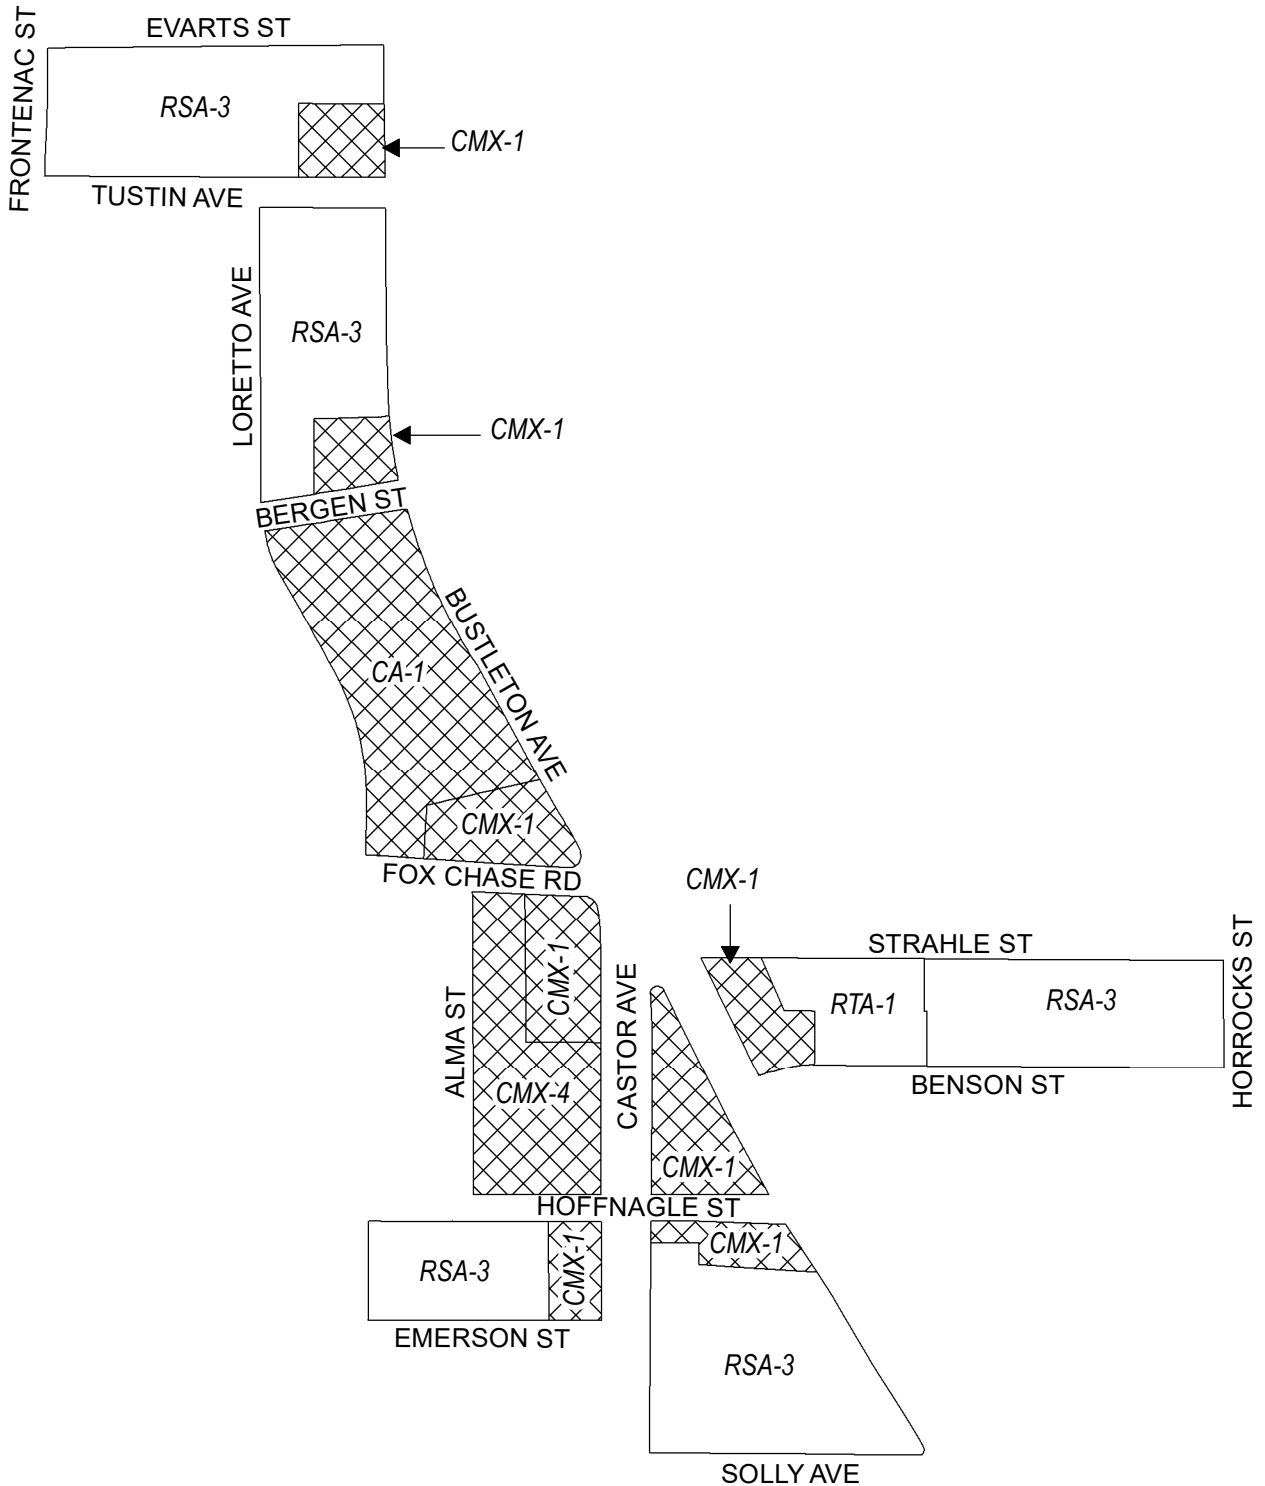 EVARTS ST
FRONTENAC ST
RSA-3
CMX-1
TUSTIN AVE
LORETTO AVE
RSA-3
CMX-1
BERGEN ST
BUSTLETON AVE
CA-1
CMX-1
FOX CHASE RD
CMX-1
STRAHLE ST
HORROCKS ST
CMX-1
ALMA ST
CASTOR AVE
RTA-1
RSA-3
BENSON ST
CMX-4
CMX-1
HOFFNAGLE ST
CMX-1
CMX-1
RSA-3
EMERSON ST
RSA-3
SOLLY AVE